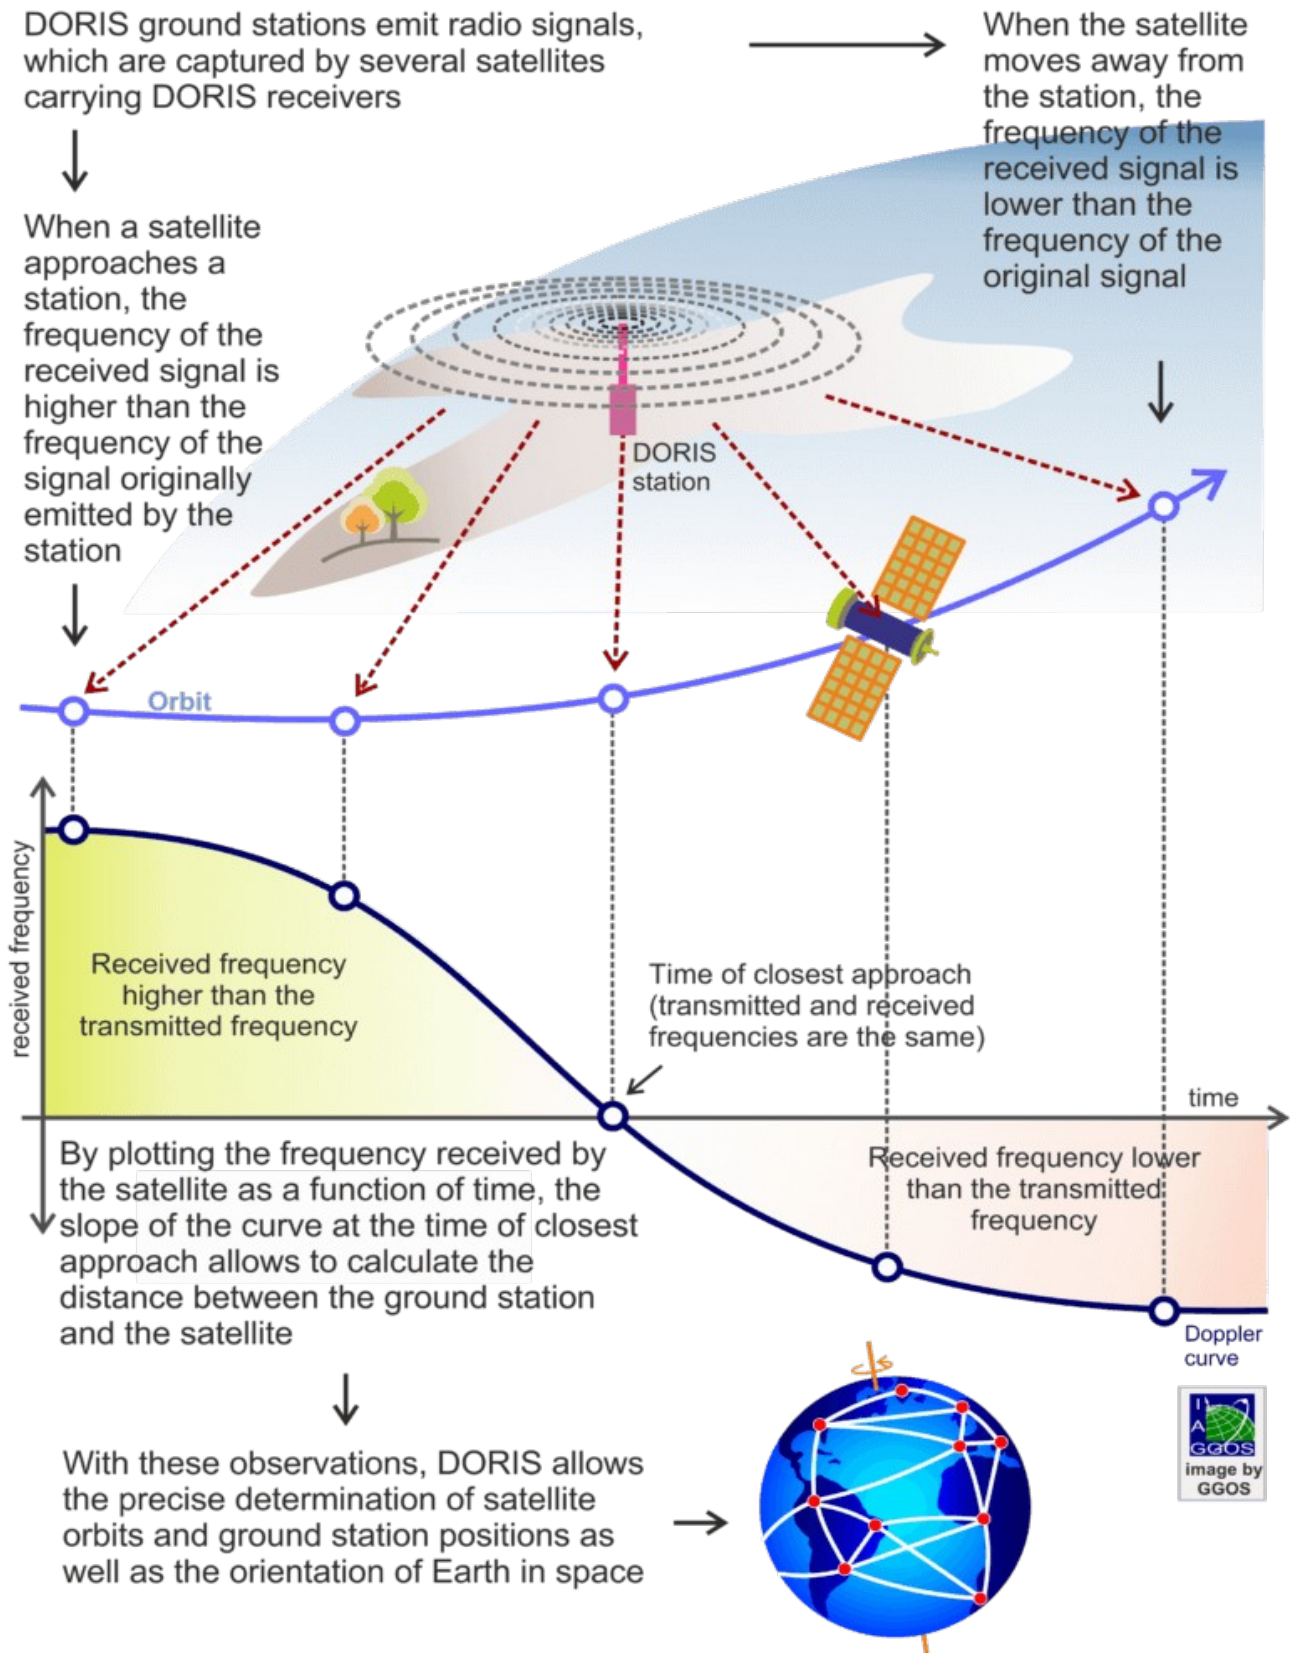 DORIS ground stations emit radio signals,
which are captured by several satellites
carrying DORIS receivers
When the satellite
moves away from
the station, the
frequency of the
received signal is
lower than the
frequency of the
original signal
When a satellite
approaches a
station, the
frequency of the
received signal is
higher than the
frequency of the
signal originally
emitted by the
station
DORIS
station
Orbit
received frequency
Received frequency
higher than the
transmitted frequency
Time of closest approach
(transmitted and received
frequencies are the same)
time
Received frequency lower
than the transmitted
frequency
By plotting the frequency received by
the satellite as a function of time, the
slope of the curve at the time of closest
approach allows to calculate the
distance between the ground station
and the satellite
Doppler
curve
With these observations, DORIS allows
the precise determination of satellite
orbits and ground station positions as
well as the orientation of Earth in space
I
A
GGOS
image by
GGOS